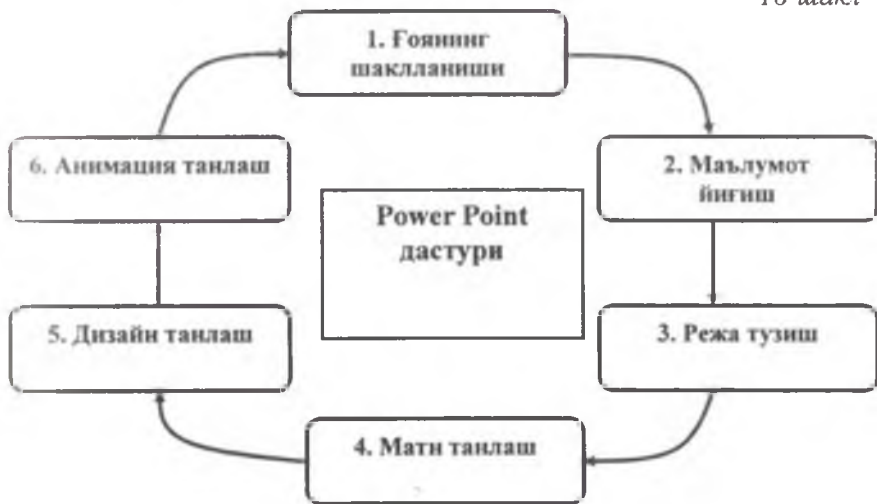 1. Ғоянинг
шаклланиши
6. Анимация танлаш
2. Маълумот
йиғиш
Power Point
дастури
5. Дизайн танлаш
3. Режа тузиш
4. Матн танлаш